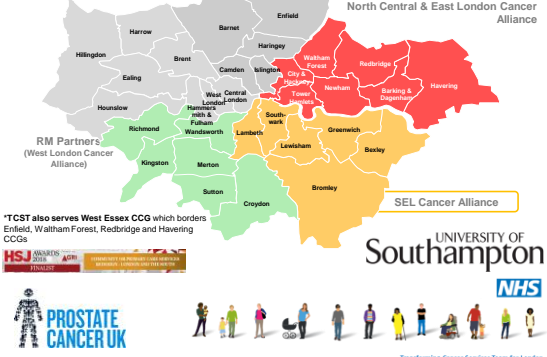 North Central & East London Cancer
Alliance
Enfield
Barnet
Harrow
Haringey
Waltham
Forest
Hillingdon
Brent
Redbridge
Camden
Islington
Ealing
City &
Hackney
Havering
Newham
Barking &
Dagenham
West
London
Central
London
Tower
Hamlets
Hounslow
Hammers
mith &
Fulham
South-
wark
Richmond
Wandsworth
Lambeth
Greenwich
RM Partners
(West London Cancer
Alliance)
Lewisham
Bexley
Kingston
Merton
Bromley
Sutton
Croydon
SEL Cancer Alliance
*TCST also serves West Essex CCG which borders
Enfield, Waltham Forest, Redbridge and Havering
CCGs
UNIVERSITY OF
Southampton
HSJ AWARDS
2018
FINALIST
NHS
PROSTATE
CANCER UK